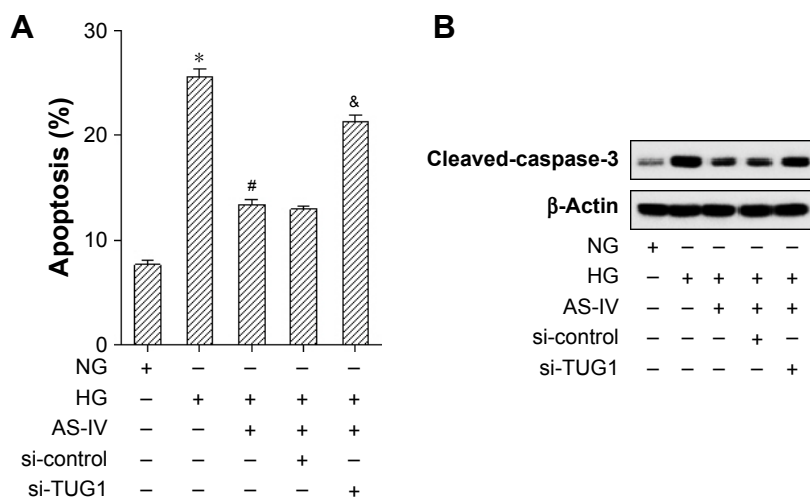 A
Apoptosis (%)
30
20
10
0
*
#
&
NG + – – – –
HG – + + + +
AS-IV – – + + +
si-control – – – + –
si-TUG1 – – – – +
B
Cleaved-caspase-3
β-Actin
NG + – – – –
HG – + + + +
AS-IV – – + + +
si-control – – – + –
si-TUG1 – – – – +